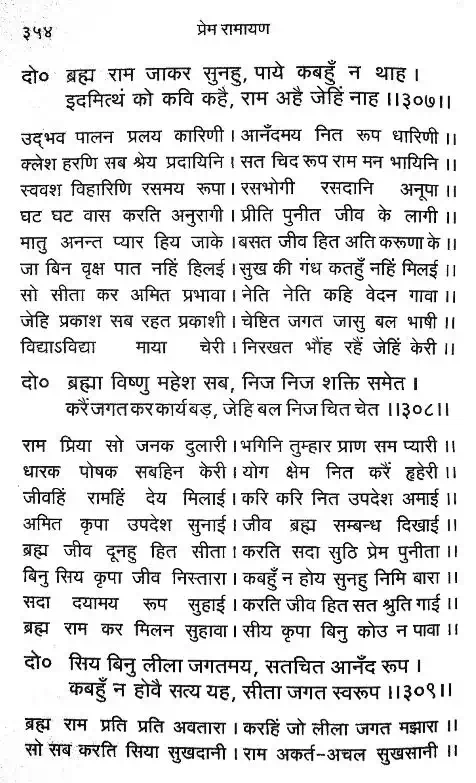 ३५४ प्रेम रामायण
दो० ब्रह्म राम जाकर सुनहु, पाये कबहुँ न थाह ।
इदमित्थं को कवि कहै, राम अहै जेहिं नाह ।।३०७।।
उद्भव पालन प्रलय कारिणी । आनँदमय नित रूप धारिणी ।।
क्लेश हरणि सब श्रेय प्रदायिनि । सत चिद रूप राम मन भायिनि ।।
स्ववश विहारिणि रसमय रूपा । रसभोगी रसदानि अनूपा ।।
घट घट वास करति अनुरागी । प्रीति पुनीत जीव के लागी ।।
मातु अनन्त प्यार हिय जाके । बसत जीव हित अति करूणा के ।।
जा बिन वृक्ष पात नहिं हिलई । सुख की गंध कतहुँ नहिं मिलई ।।
सो सीता कर अमित प्रभावा । नेति नेति कहि वेदन गावा ।।
जेहि प्रकाश सब रहत प्रकाशी । चेष्टित जगत जासु बल भाषी ।।
विद्याऽविद्या माया चेरी । निरखत भौंह रहैं जेहिं केरी ।।
दो० ब्रह्मा विष्णु महेश सब, निज निज शक्ति समेत ।
करैं जगत कर कार्य बड़, जेहि बल निज चित चेत ।।३०८।।
राम प्रिया सो जनक दुलारी । भगिनि तुम्हार प्राण सम प्यारी ।।
धारक पोषक सबहिन केरी । योग क्षेम नित करैं हृहेरी ।।
जीवहिं रामहिं देय मिलाई । करि करि नित उपदेश अमाई ।।
अमित कृपा उपदेश सुनाई । जीव ब्रह्म सम्बन्ध दिखाई ।।
ब्रह्म जीव दूनहु हित सीता । करति सदा सुठि प्रेम पुनीता ।।
बिनु सिय कृपा जीव निस्तारा । कबहुँ न होय सुनहु निमि बारा ।।
सदा दयामय रूप सुहाई । करति जीव हित सत श्रुति गाई ।।
ब्रह्म राम कर मिलन सुहावा । सीय कृपा बिनु कोउ न पावा ।।
दो० सिय बिनु लीला जगतमय, सतचित आनँद रूप ।
कबहुँ न होवै सत्य यह, सीता जगत स्वरूप ।।३०९।।
ब्रह्म राम प्रति प्रति अवतारा । करहिं जो लीला जगत मझारा ।।
सो सब करति सिया सुखदानी । राम अकर्त-अचल सुखसानी ।।